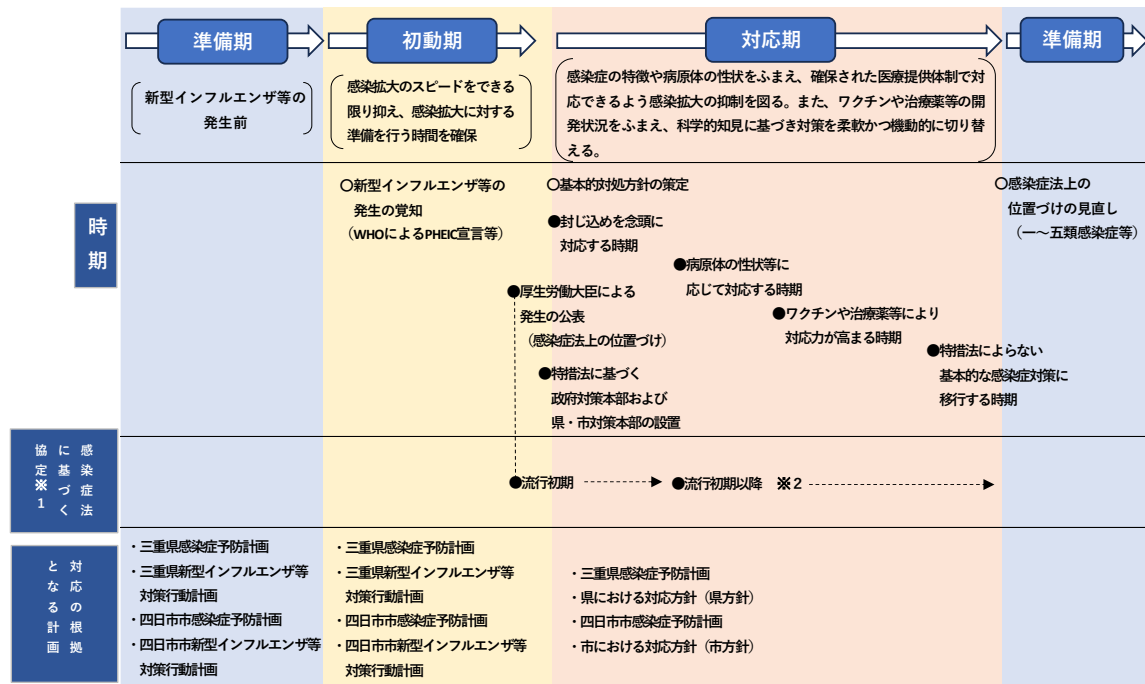 準備期
初動期
対応期
準備期
新型インフルエンザ等の
発生前
感染拡大のスピードをできる
限り抑え、感染拡大に対する
準備を行う時間を確保
感染症の特徴や病原体の性状をふまえ、確保された医療提供体制で対
応できるよう感染拡大の抑制を図る。また、ワクチンや治療薬等の開
発状況をふまえ、科学的知見に基づき対策を柔軟かつ機動的に切り替
える。
時期
〇新型インフルエンザ等の
発生の覚知
（WHOによるPHEIC宣言等）
〇基本的対処方針の策定
●封じ込めを念頭に
対応する時期
●病原体の性状等に
応じて対応する時期
●厚生労働大臣による
発生の公表
（感染症法上の位置づけ）
●ワクチンや治療薬等により
対応力が高まる時期
●特措法に基づく
政府対策本部および
県・市対策本部の設置
●特措法によらない
基本的な感染症対策に
移行する時期
〇感染症法上の
位置づけの見直し
（一～五類感染症等）
感染症法
に基づく
協定※1
●流行初期
●流行初期以降　※2
対応の根拠
となる計画
・三重県感染症予防計画
・三重県新型インフルエンザ等
対策行動計画
・四日市市感染症予防計画
・四日市市新型インフルエンザ等
対策行動計画
・三重県感染症予防計画
・三重県新型インフルエンザ等
対策行動計画
・四日市市感染症予防計画
・四日市市新型インフルエンザ等
対策行動計画
・三重県感染症予防計画
・県における対応方針（県方針）
・四日市市感染症予防計画
・市における対応方針（市方針）